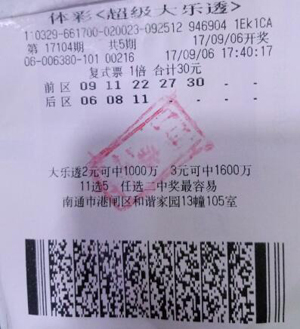 体彩<超级大乐透>
110329-661700-020023-092512 946904 1EK1CA
第 17104期 共5期 17/09/06开奖
06-006380-101 00216 17/09/06 17:40:17
复式票 1倍 合计30元
前区 09 11 22 27 30 -----
后区 06 08 11 -----
大乐透2元可中1000万 3元可中1600万
11选5 任选二中奖最容易
南通市港闸区和谐家园13幢105室